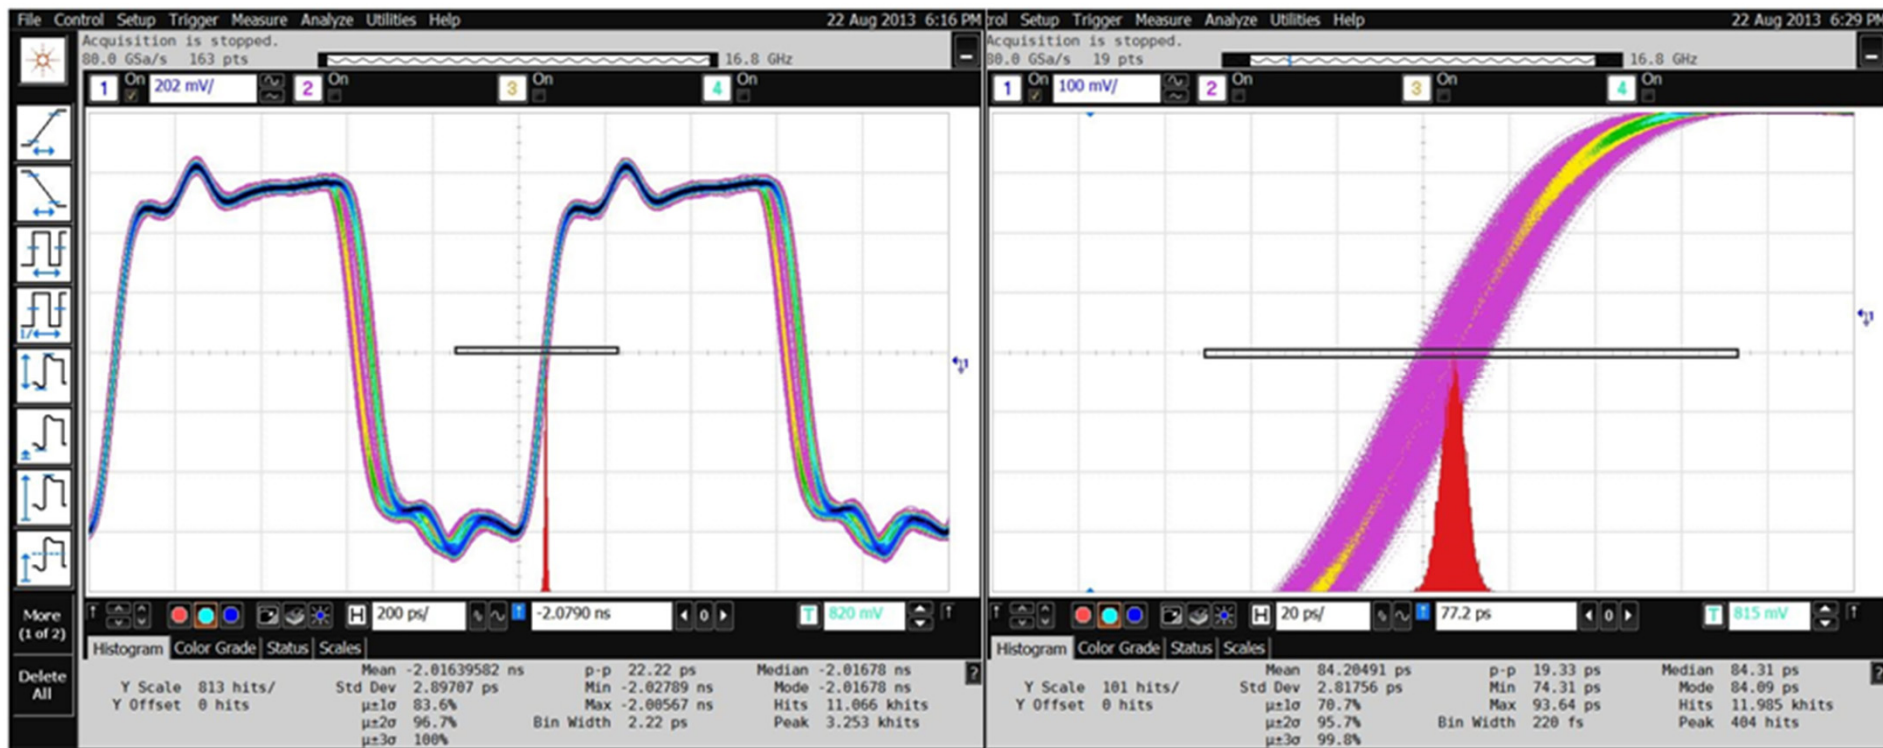 File Control Setup Trigger Measure Analyze Utilities Help 22 Aug 2013 6:16 PM
Acquisition is stopped.
80.0 GSa/s 163 pts 16.8 GHz
1 On 202 mV/ 2 On 3 On 4 On
1
More
(1 of 2)
Delete
All
H 200 ps/ -2.0790 ns 0 T 820 mV
Histogram Color Grade Status Scales
Mean -2.01639582 ns p-p 22.22 ps Median -2.01678 ns ?
Y Scale 813 hits/ Std Dev 2.89707 ps Min -2.02789 ns Mode -2.01678 ns
Y Offset 0 hits µ±1σ 83.6% Max -2.00567 ns Hits 11.066 khits
µ±2σ 96.7% Bin Width 2.22 ps Peak 3.253 khits
µ±3σ 100%
rol Setup Trigger Measure Analyze Utilities Help 22 Aug 2013 6:29 PM
Acquisition is stopped.
80.0 GSa/s 19 pts 16.8 GHz
1 On 100 mV/ 2 On 3 On 4 On
1
H 20 ps/ 77.2 ps 0 T 815 mV
Histogram Color Grade Status Scales
Mean 84.20491 ps p-p 19.33 ps Median 84.31 ps ?
Y Scale 101 hits/ Std Dev 2.81756 ps Min 74.31 ps Mode 84.09 ps
Y Offset 0 hits µ±1σ 70.7% Max 93.64 ps Hits 11.985 khits
µ±2σ 95.7% Bin Width 220 fs Peak 404 hits
µ±3σ 99.8%